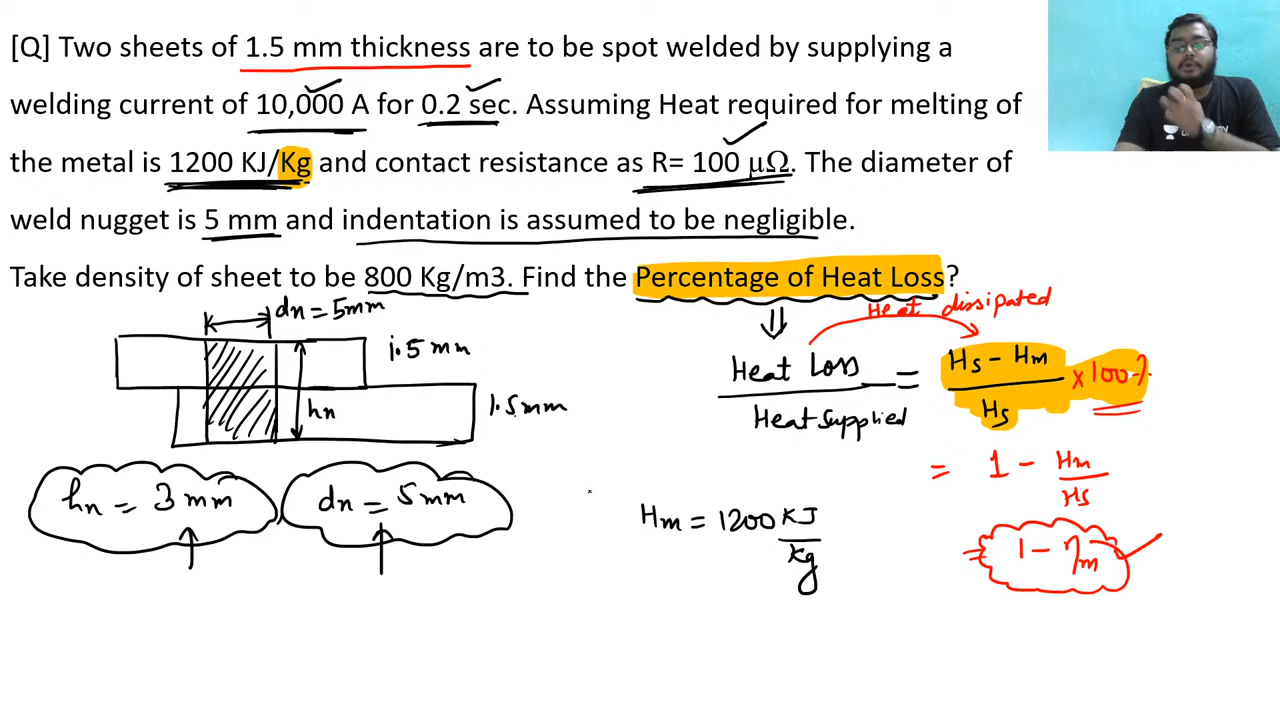 [Q] Two sheets of 1.5 mm thickness are to be spot welded by supplying a
welding current of 10,000 A for 0.2 sec. Assuming Heat required for melting of
the metal is 1200 KJ/Kg and contact resistance as R= 100 μΩ. The diameter of
weld nugget is 5 mm and indentation is assumed to be negligible.
Take density of sheet to be 800 Kg/m3. Find the Percentage of Heat Loss?
dn = 5mm
1.5 mm
hn
1.5mm
hn = 3 mm
dn = 5mm
Heat dissipated
Heat Loss / Heat supplied = Hs - Hm / Hs × 100%
= 1 - Hm / Hs
= 1 - ηm
Hm = 1200 KJ / kg